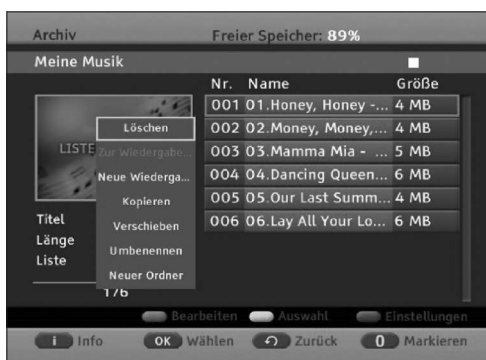 Archiv Freier Speicher: 89%
Meine Musik
Nr. Name Größe
001 01.Honey, Honey -... 4 MB
002 02.Money, Money,... 4 MB
003 03.Mamma Mia - ... 5 MB
004 04.Dancing Queen... 6 MB
005 05.Our Last Summ... 4 MB
006 06.Lay All Your Lo... 6 MB
LISTE
Löschen
Zur Wiedergabe...
Neue Wiederga...
Kopieren
Verschieben
Umbenennen
Neuer Ordner
Titel
Länge
Liste
1/6
Bearbeiten Auswahl Einstellungen
i Info OK Wählen Zurück 0 Markieren